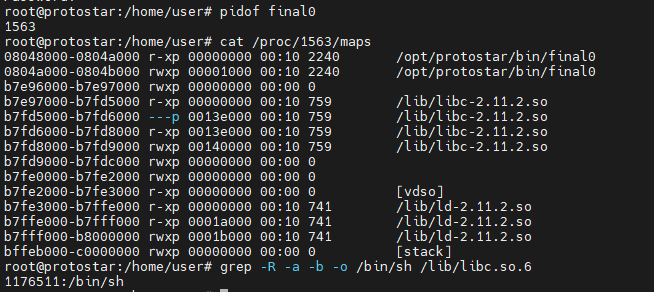 root@protostar:/home/user# pidof final0
1563
root@protostar:/home/user# cat /proc/1563/maps
08048000-0804a000 r-xp 00000000 00:10 2240       /opt/protostar/bin/final0
0804a000-0804b000 rwxp 00001000 00:10 2240       /opt/protostar/bin/final0
b7e96000-b7e97000 rwxp 00000000 00:00 0
b7e97000-b7fd5000 r-xp 00000000 00:10 759        /lib/libc-2.11.2.so
b7fd5000-b7fd6000 ---p 0013e000 00:10 759        /lib/libc-2.11.2.so
b7fd6000-b7fd8000 r-xp 0013e000 00:10 759        /lib/libc-2.11.2.so
b7fd8000-b7fd9000 rwxp 00140000 00:10 759        /lib/libc-2.11.2.so
b7fd9000-b7fdc000 rwxp 00000000 00:00 0
b7fe0000-b7fe2000 rwxp 00000000 00:00 0
b7fe2000-b7fe3000 r-xp 00000000 00:00 0          [vdso]
b7fe3000-b7ffe000 r-xp 00000000 00:10 741        /lib/ld-2.11.2.so
b7ffe000-b7fff000 r-xp 0001a000 00:10 741        /lib/ld-2.11.2.so
b7fff000-b8000000 rwxp 0001b000 00:10 741        /lib/ld-2.11.2.so
bffeb000-c0000000 rwxp 00000000 00:00 0          [stack]
root@protostar:/home/user# grep -R -a -b -o /bin/sh /lib/libc.so.6
1176511:/bin/sh